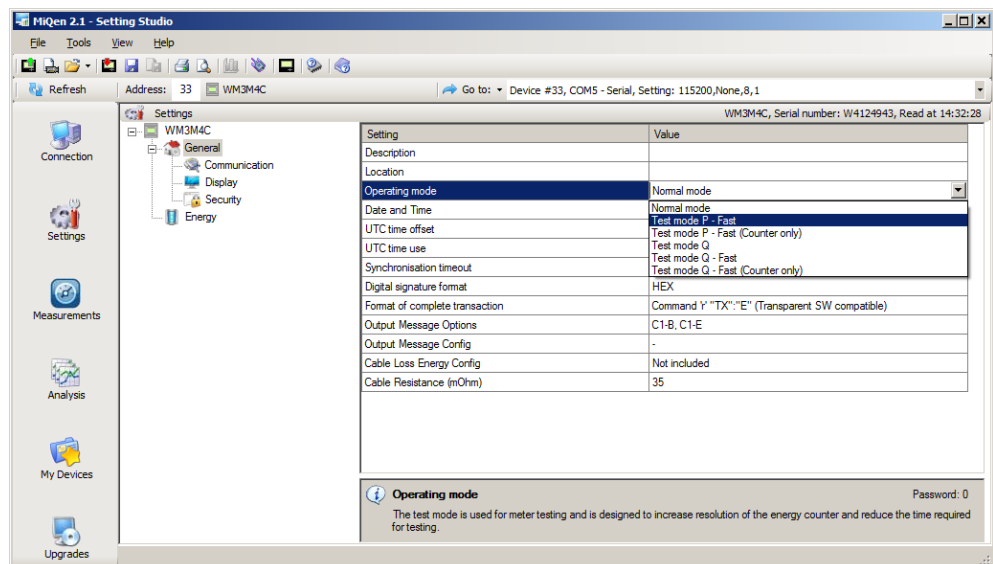 MiQen 2.1 - Setting Studio
File Tools View Help
Refresh Address: 33 WM3M4C Go to: Device #33, COM5 - Serial, Setting: 115200,None,8,1
Settings WM3M4C, Serial number: W4124943, Read at 14:32:28
Connection
Settings
Measurements
Analysis
My Devices
Upgrades
WM3M4C
General
Communication
Display
Security
Energy
Setting Value
Description
Location
Operating mode Normal mode
Date and Time
UTC time offset
UTC time use
Synchronisation timeout
Normal mode
Test mode P - Fast
Test mode P - Fast (Counter only)
Test mode Q
Test mode Q - Fast
Test mode Q - Fast (Counter only)
Digital signature format HEX
Format of complete transaction Command 'r' "TX":"E" (Transparent SW compatible)
Output Message Options C1-B, C1-E
Output Message Config -
Cable Loss Energy Config Not included
Cable Resistance (mOhm) 35
Operating mode Password: 0
The test mode is used for meter testing and is designed to increase resolution of the energy counter and reduce the time required
for testing.